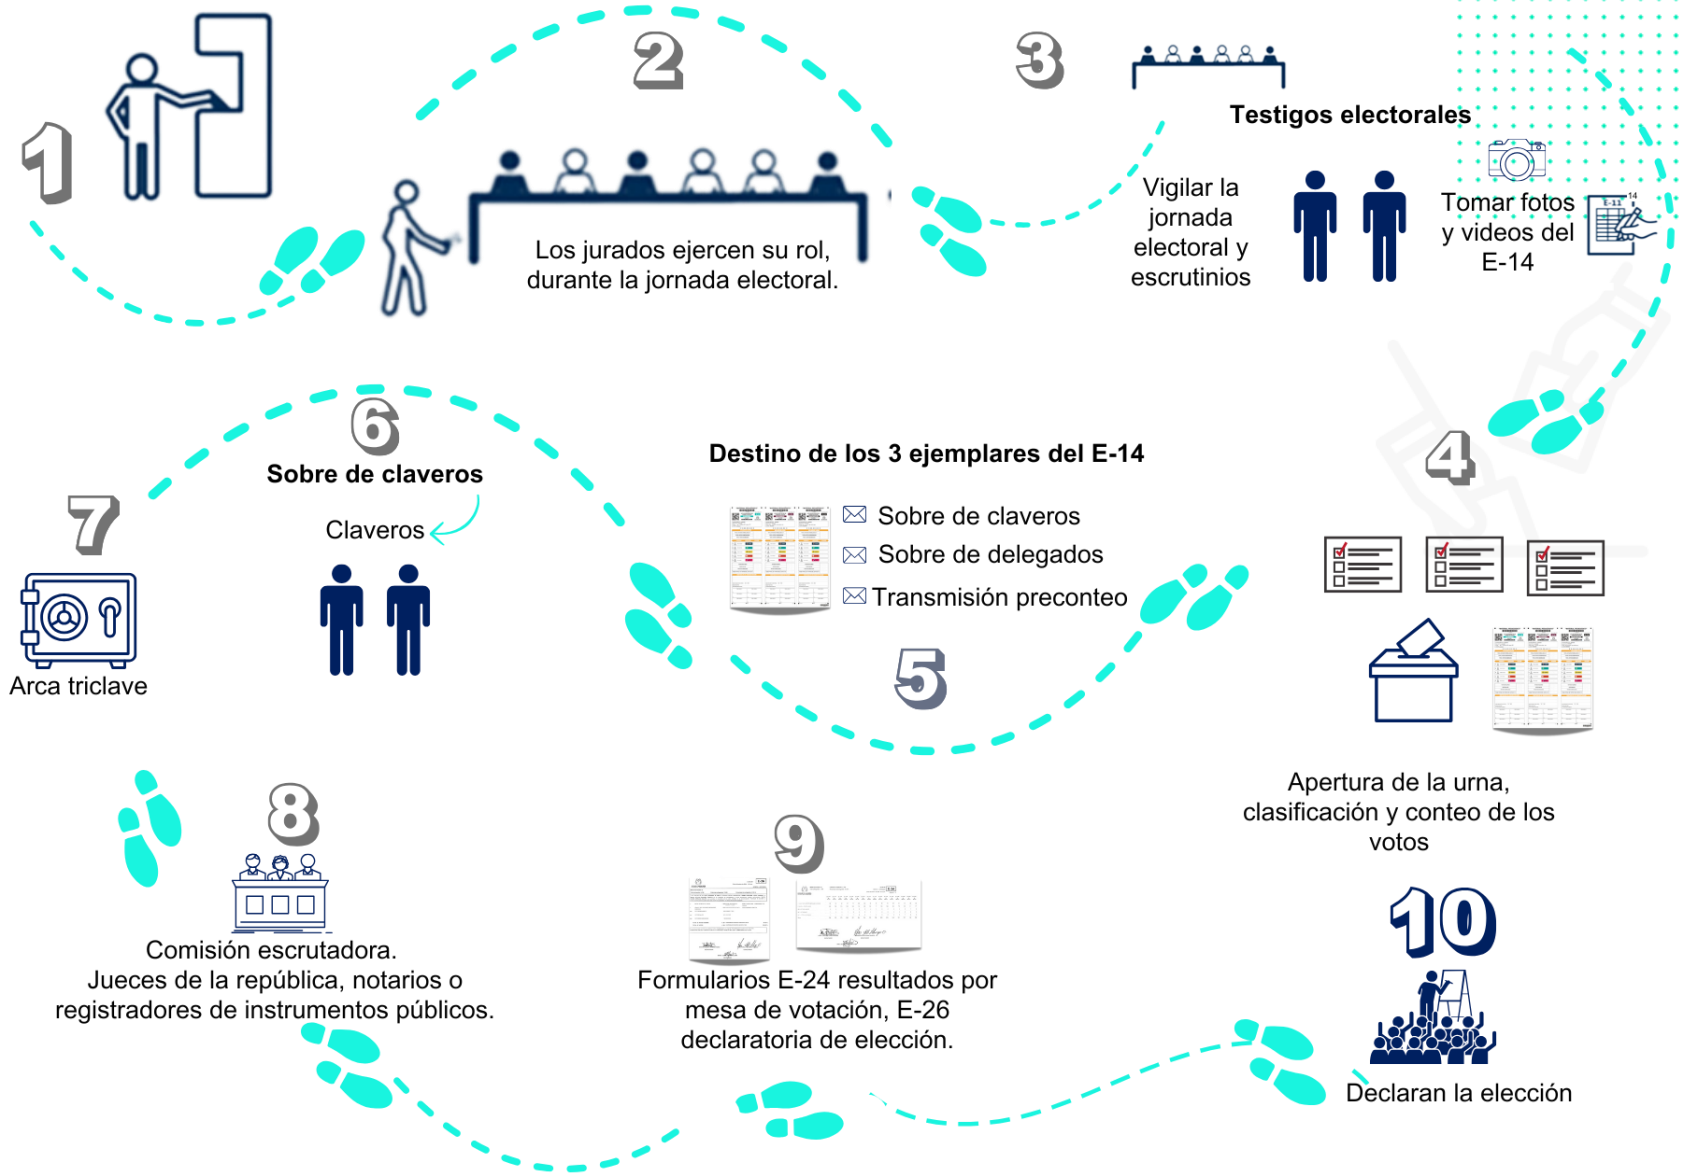 1
2
Los jurados ejercen su rol,
durante la jornada electoral.
3
Testigos electorales
Vigilar la
jornada
electoral y
escrutinios
Tomar fotos
y videos del
E-14
E-11
14
4
Apertura de la urna,
clasificación y conteo de los
votos
Destino de los 3 ejemplares del E-14
Sobre de claveros
Sobre de delegados
Transmisión preconteo
5
6
Sobre de claveros
Claveros
7
Arca triclave
8
Comisión escrutadora.
Jueces de la república, notarios o
registradores de instrumentos públicos.
9
Formularios E-24 resultados por
mesa de votación, E-26
declaratoria de elección.
10
Declaran la elección